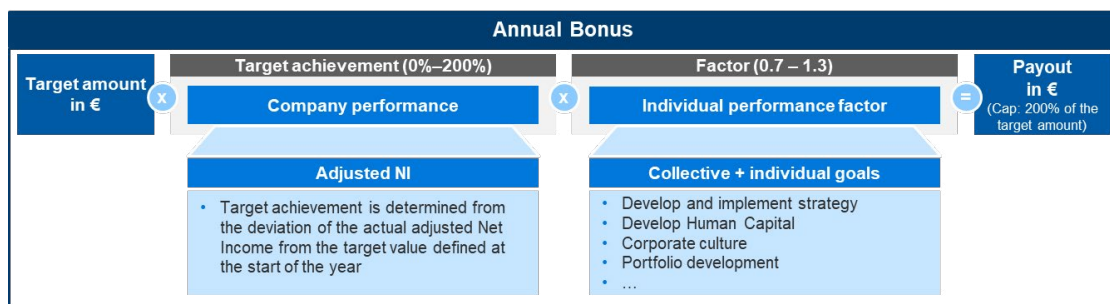 Annual Bonus
Target amount
in €
x
Target achievement (0%–200%)
Company performance
x
Factor (0.7 – 1.3)
Individual performance factor
=
Payout
in €
(Cap: 200% of the
target amount)
Adjusted NI
• Target achievement is determined from
the deviation of the actual adjusted Net
Income from the target value defined at
the start of the year
Collective + individual goals
• Develop and implement strategy
• Develop Human Capital
• Corporate culture
• Portfolio development
• ...